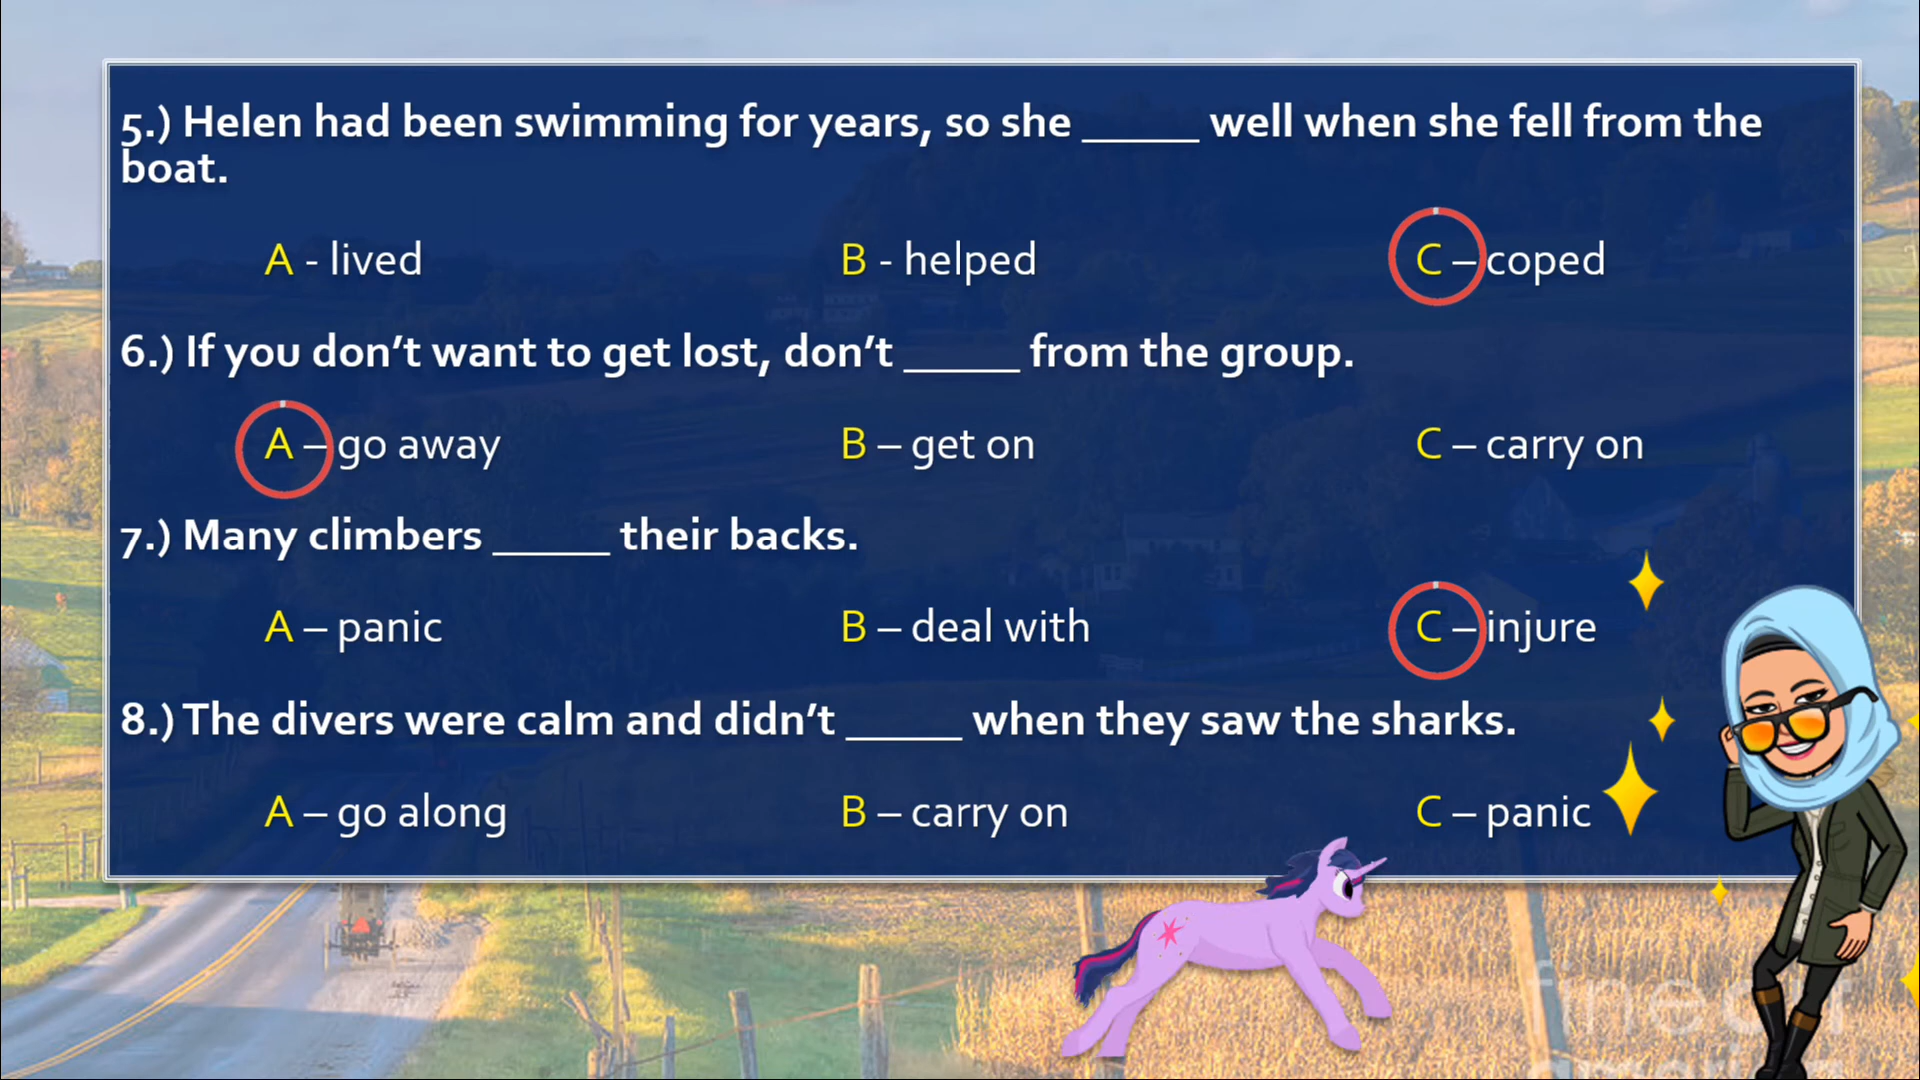 5.) Helen had been swimming for years, so she _____ well when she fell from the
boat.
A - lived B - helped C – coped
6.) If you don’t want to get lost, don’t _____ from the group.
A – go away B – get on C – carry on
7.) Many climbers _____ their backs.
A – panic B – deal with C – injure
8.) The divers were calm and didn’t _____ when they saw the sharks.
A – go along B – carry on C – panic